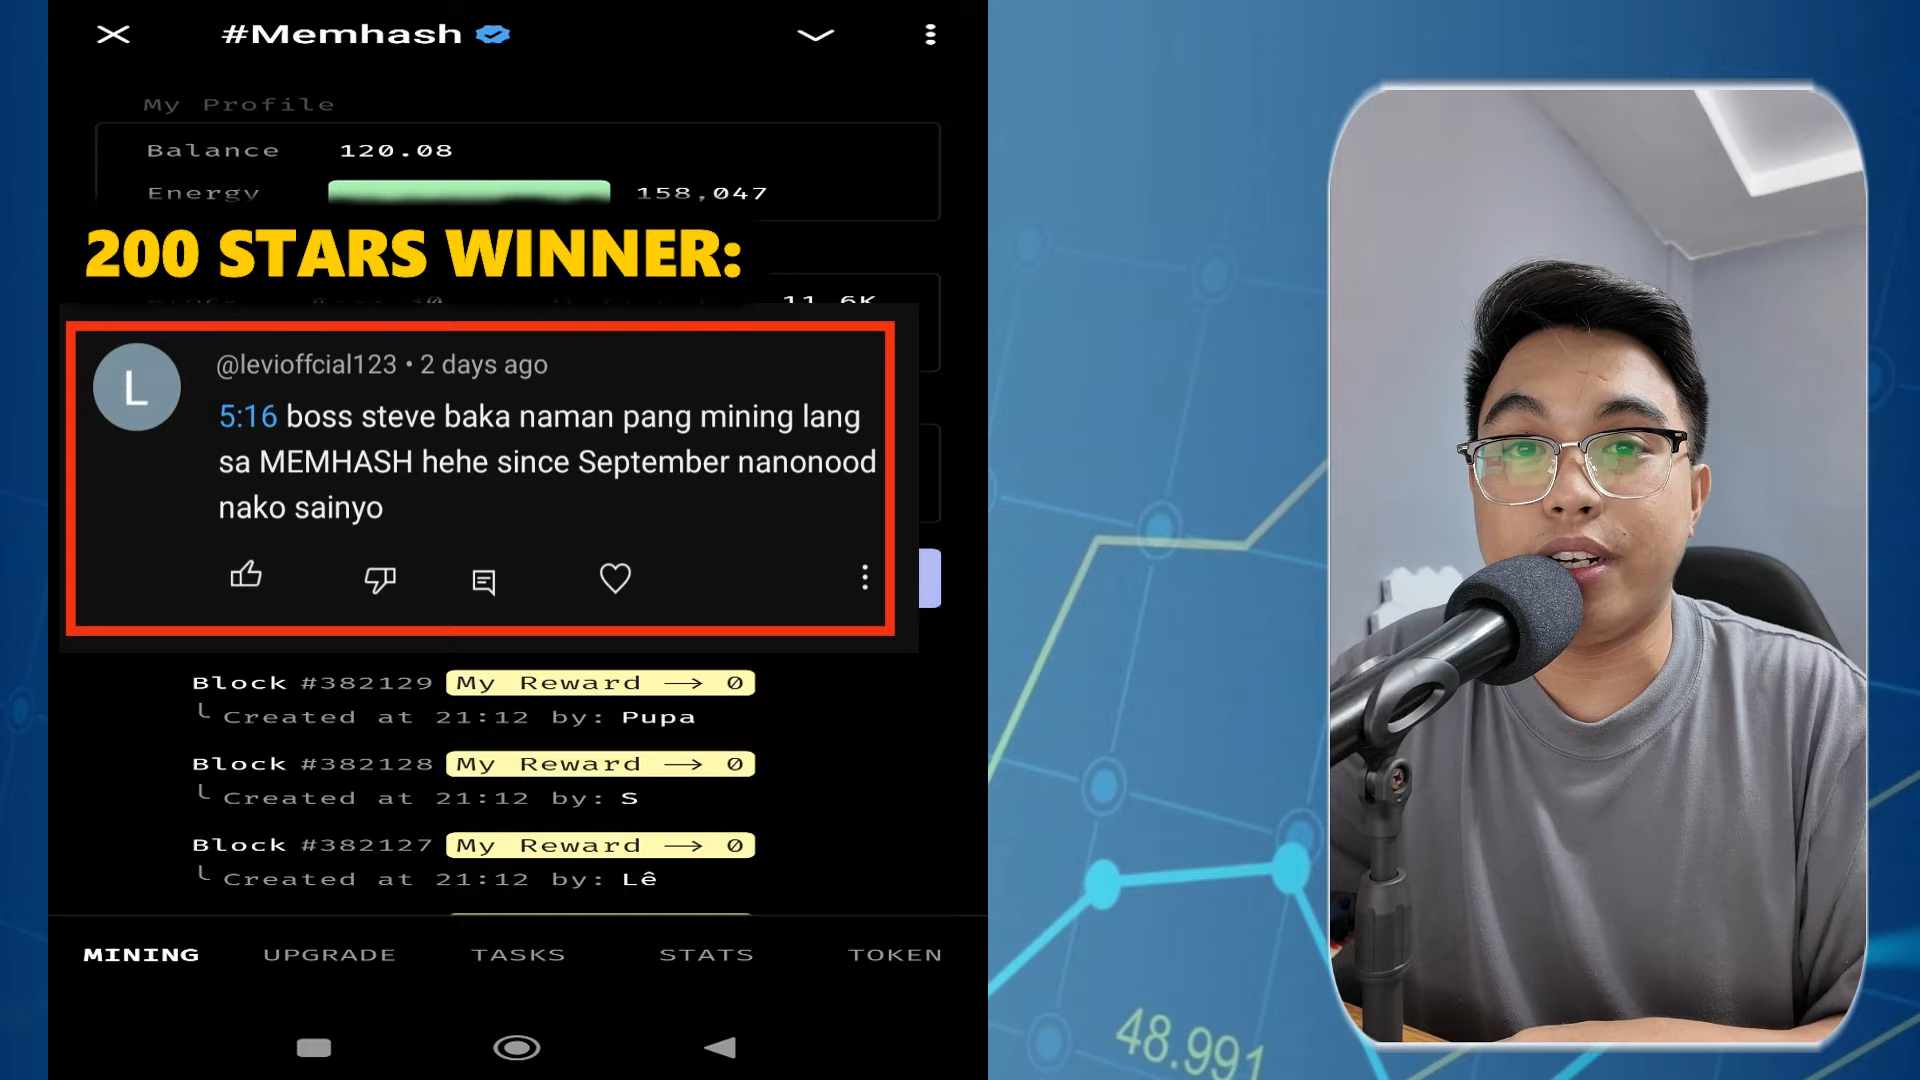 #Memhash
My Profile
Balance 120.08
Energy 158,047
200 STARS WINNER:
11.6K
@levioffcial123 • 2 days ago
5:16 boss steve baka naman pang mining lang
sa MEMHASH hehe since September nanonood
nako sainyo
L
Block #382129 My Reward → 0
Created at 21:12 by: Pupa
Block #382128 My Reward → 0
Created at 21:12 by: S
Block #382127 My Reward → 0
Created at 21:12 by: Lê
MINING UPGRADE TASKS STATS TOKEN
48.991